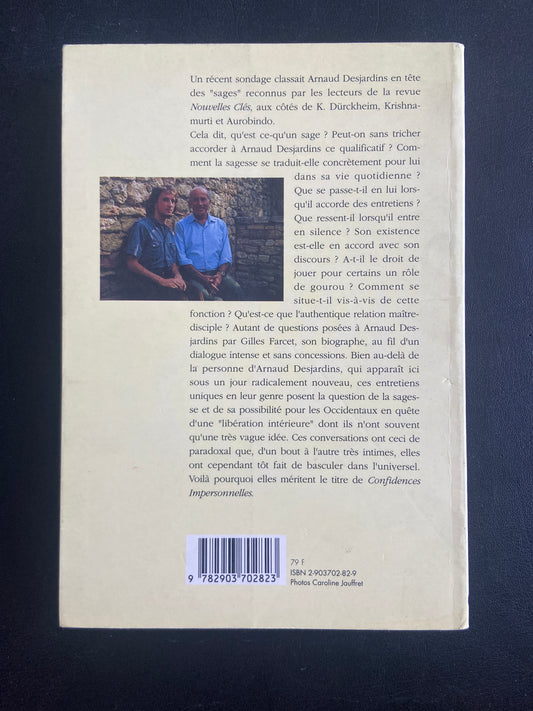 Un récent sondage classait Arnaud Desjardins en tête
des "sages" reconnus par les lecteurs de la revue
Nouvelles Clés, aux côtés de K. Dürckheim, Krishna-
murti et Aurobindo.
Cela dit, qu'est ce-qu'un sage ? Peut-on sans tricher
accorder à Arnaud Desjardins ce qualificatif ? Com-
ment la sagesse se traduit-elle concrètement pour lui
dans sa vie quotidienne ?
Que se passe-t-il en lui lors-
qu'il accorde des entretiens ?
Que ressent-il lorsqu'il entre
en silence ? Son existence
est-elle en accord avec son
discours ? A-t-il le droit de
jouer pour certains un rôle
de gourou ? Comment se
situe-t-il vis-à-vis de cette
fonction ? Qu'est-ce que l'authentique relation maître-
disciple ? Autant de questions posées à Arnaud Des-
jardins par Gilles Farcet, son biographe, au fil d'un
dialogue intense et sans concessions. Bien au-delà de
la personne d'Arnaud Desjardins, qui apparaît ici
sous un jour radicalement nouveau, ces entretiens
uniques en leur genre posent la question de la sages-
se et de sa possibilité pour les Occidentaux en quête
d'une "libération intérieure" dont ils n'ont souvent
qu'une très vague idée. Ces conversations ont ceci de
paradoxal que, d'un bout à l'autre très intimes, elles
ont cependant tôt fait de basculer dans l'universel.
Voilà pourquoi elles méritent le titre de Confidences
Impersonnelles.
79 F
ISBN 2-903702-82-9
Photos Caroline Jauffret
9 782903 702823